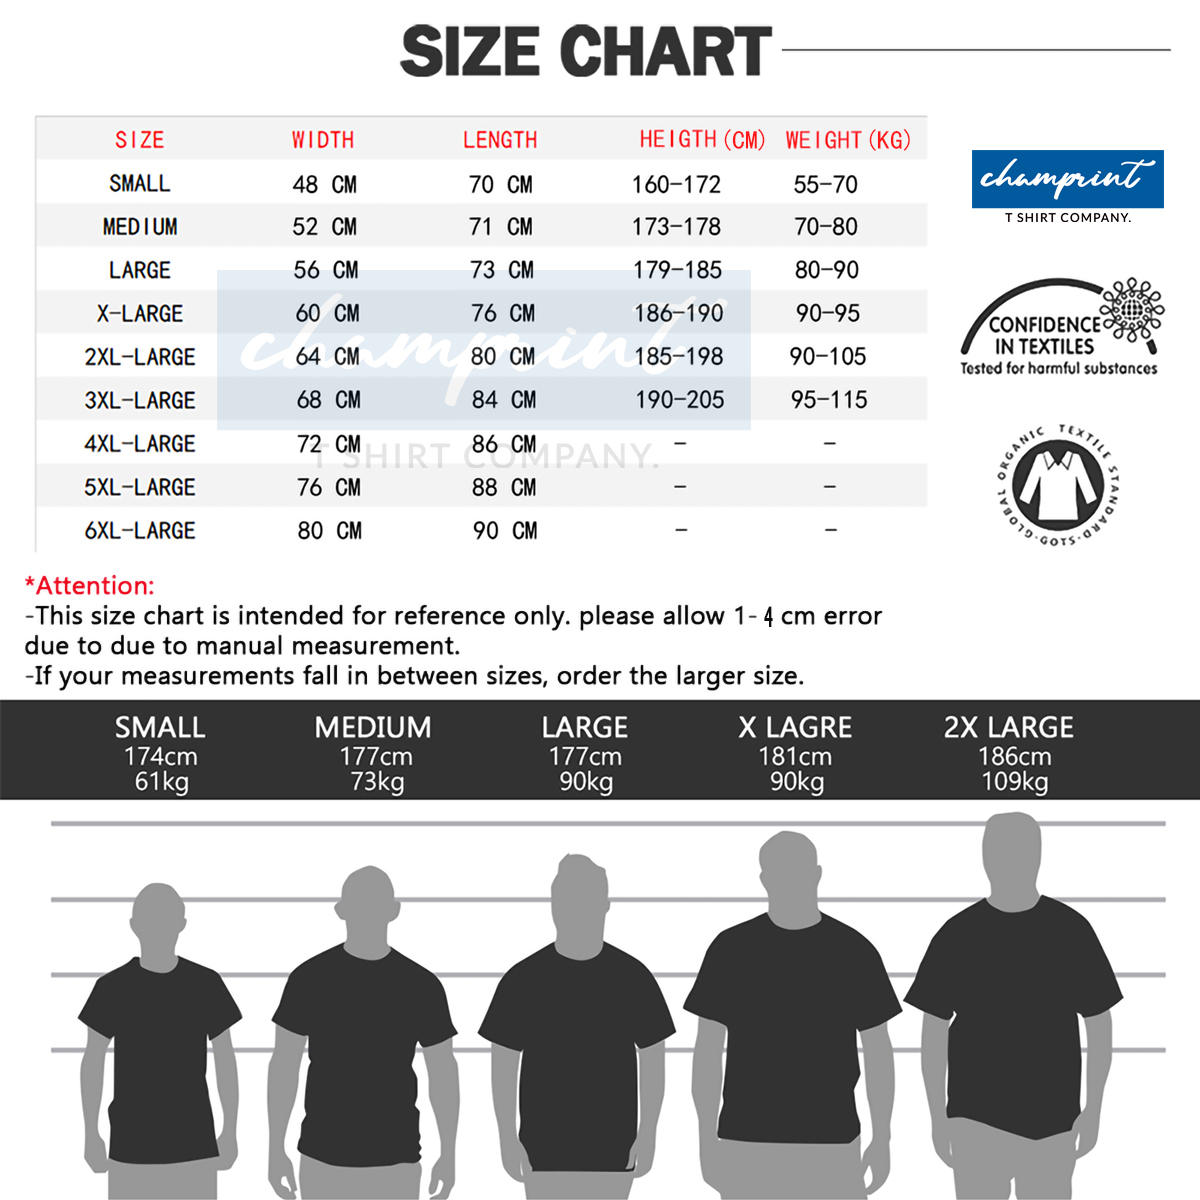 SIZE CHART
SIZE WIDTH LENGTH HEIGTH (CM) WEIGHT (KG)
SMALL 48 CM 70 CM 160-172 55-70
MEDIUM 52 CM 71 CM 173-178 70-80
LARGE 56 CM 73 CM 179-185 80-90
X-LARGE 60 CM 76 CM 186-190 90-95
2XL-LARGE 64 CM 80 CM 185-198 90-105
3XL-LARGE 68 CM 84 CM 190-205 95-115
4XL-LARGE 72 CM 86 CM - -
5XL-LARGE 76 CM 88 CM - -
6XL-LARGE 80 CM 90 CM - -
champrint
T SHIRT COMPANY.
champrint
T SHIRT COMPANY.
CONFIDENCE
IN TEXTILES
Tested for harmful substances
GLOBAL ORGANIC TEXTILE STANDARD · GOTS ·
*Attention:
-This size chart is intended for reference only. please allow 1- 4 cm error
due to due to manual measurement.
-If your measurements fall in between sizes, order the larger size.
SMALL MEDIUM LARGE X LAGRE 2X LARGE
174cm 177cm 177cm 181cm 186cm
61kg 73kg 90kg 90kg 109kg